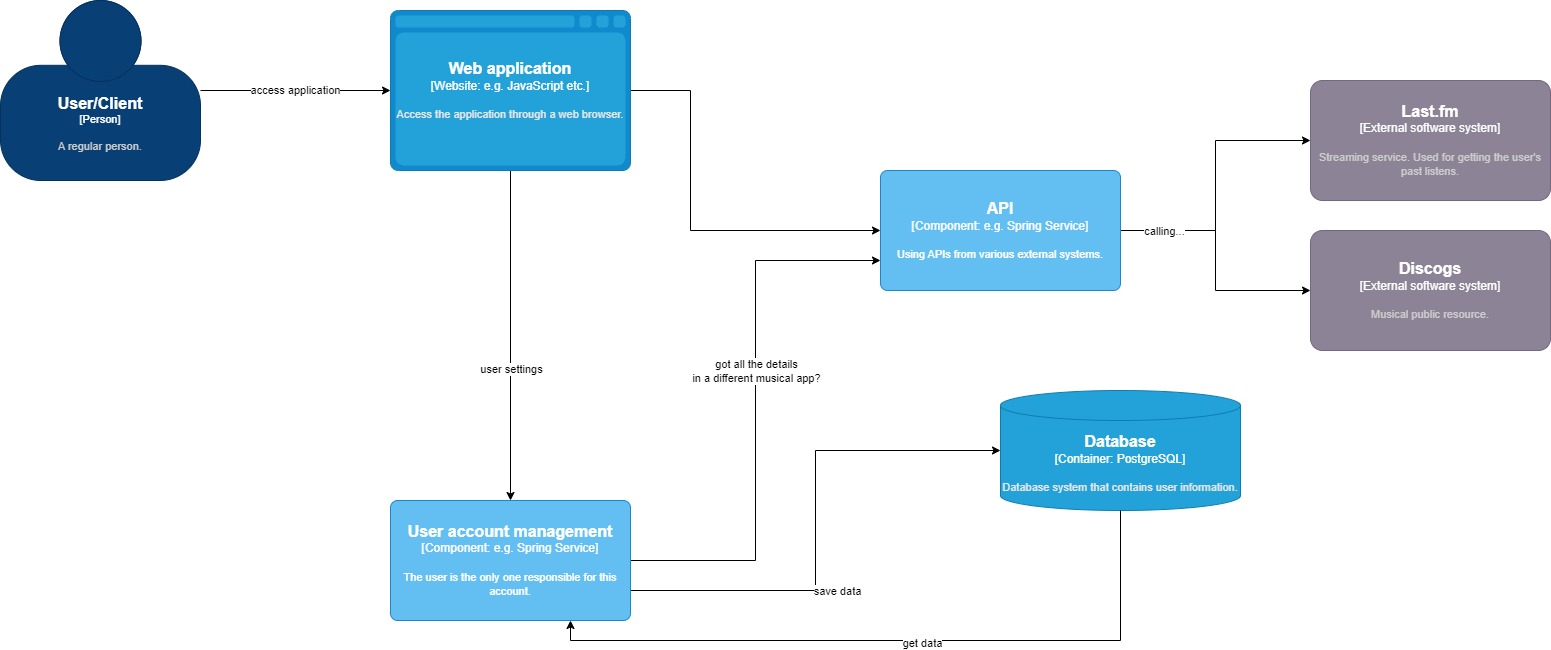 User/Client
[Person]
A regular person.
access application
Web application
[Website: e.g. JavaScript etc.]
Access the application through a web browser.
Last.fm
[External software system]
Streaming service. Used for getting the user's
past listens.
API
[Component: e.g. Spring Service]
Using APIs from various external systems.
calling...
Discogs
[External software system]
Musical public resource.
user settings
got all the details
in a different musical app?
Database
[Container: PostgreSQL]
Database system that contains user information.
User account management
[Component: e.g. Spring Service]
The user is the only one responsible for this
account.
save data
get data